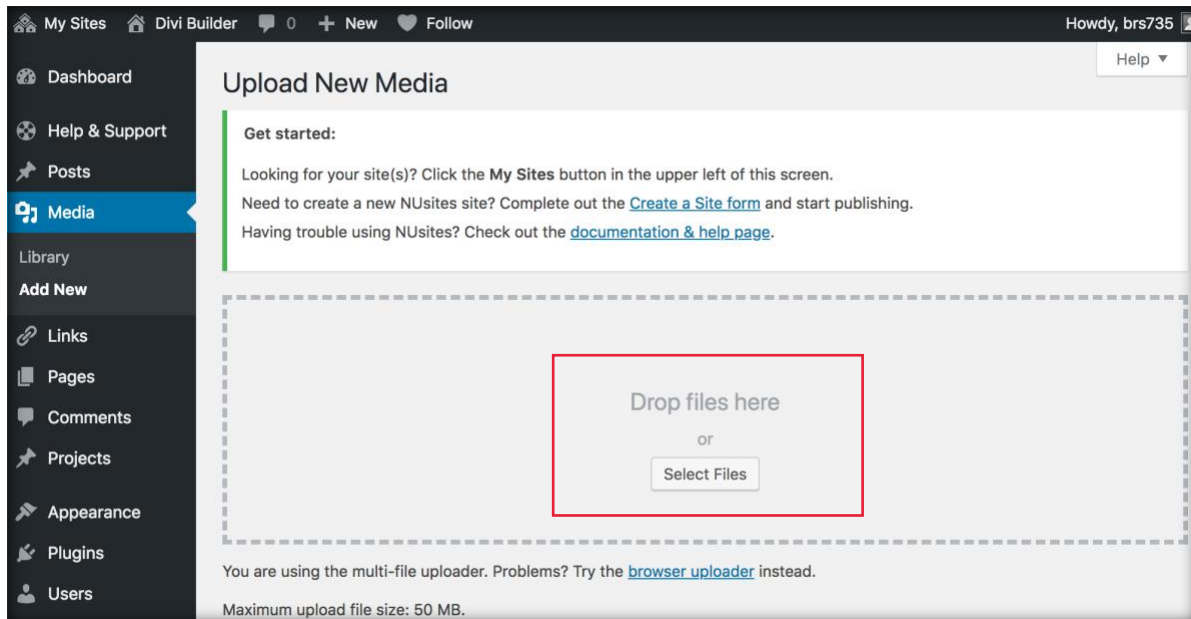 My Sites Divi Builder 0 + New Follow Howdy, brs735
Help ▼
Dashboard
Help & Support
Posts
Media
Library
Add New
Links
Pages
Comments
Projects
Appearance
Plugins
Users
Upload New Media
Get started:
Looking for your site(s)? Click the My Sites button in the upper left of this screen.
Need to create a new NUsites site? Complete out the Create a Site form and start publishing.
Having trouble using NUsites? Check out the documentation & help page.
Drop files here
or
Select Files
You are using the multi-file uploader. Problems? Try the browser uploader instead.
Maximum upload file size: 50 MB.